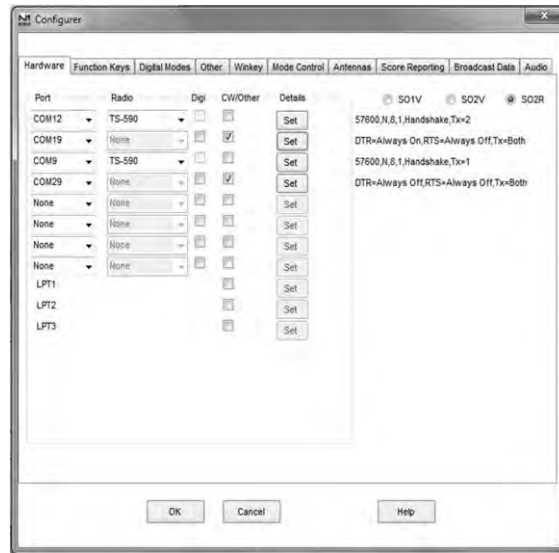 N1 Configurer
Hardware Function Keys Digital Modes Other Winkey Mode Control Antennas Score Reporting Broadcast Data Audio
Port Radio Digi CW/Other Details SO1V SO2V SO2R
COM12 TS-590 Set 57600,N,8,1,Handshake,Tx=2
COM19 None Set DTR=Always On,RTS=Always Off,Tx=Both
COM9 TS-590 Set 57600,N,8,1,Handshake,Tx=1
COM29 None Set DTR=Always Off,RTS=Always Off,Tx=Both
None None Set
None None Set
None None Set
None None Set
LPT1 Set
LPT2 Set
LPT3 Set
OK Cancel Help